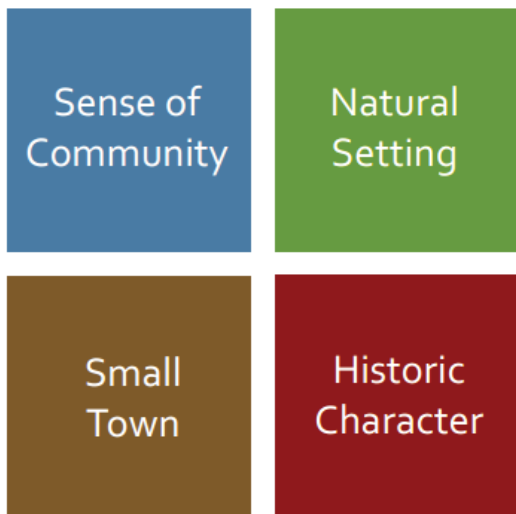 Sense of
Community
Natural
Setting
Small
Town
Historic
Character